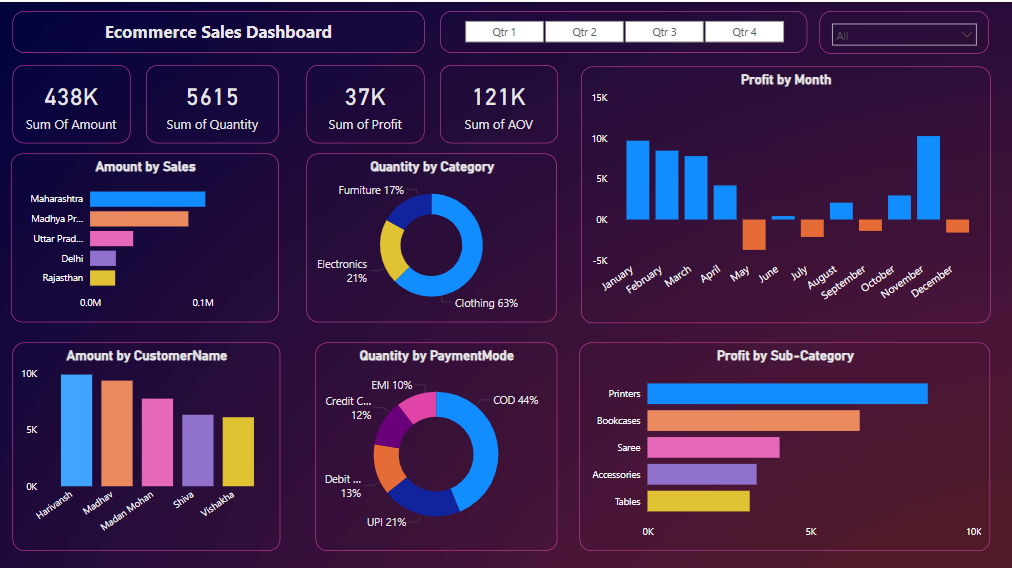 Ecommerce Sales Dashboard
Qtr 1 Qtr 2 Qtr 3 Qtr 4
All
438K
Sum Of Amount
5615
Sum of Quantity
37K
Sum of Profit
121K
Sum of AOV
Profit by Month
15K
10K
5K
0K
-5K
January February March April May June July August September October November December
Amount by Sales
Maharashtra
Madhya Pr...
Uttar Prad...
Delhi
Rajasthan
0.0M 0.1M
Quantity by Category
Furniture 17%
Electronics
21%
Clothing 63%
Amount by CustomerName
10K
5K
0K
Harivansh Madhav Madan Mohan Shiva Vishakha
Quantity by PaymentMode
EMI 10%
COD 44%
Credit C...
12%
Debit ...
13%
UPI 21%
Profit by Sub-Category
Printers
Bookcases
Saree
Accessories
Tables
0K 5K 10K